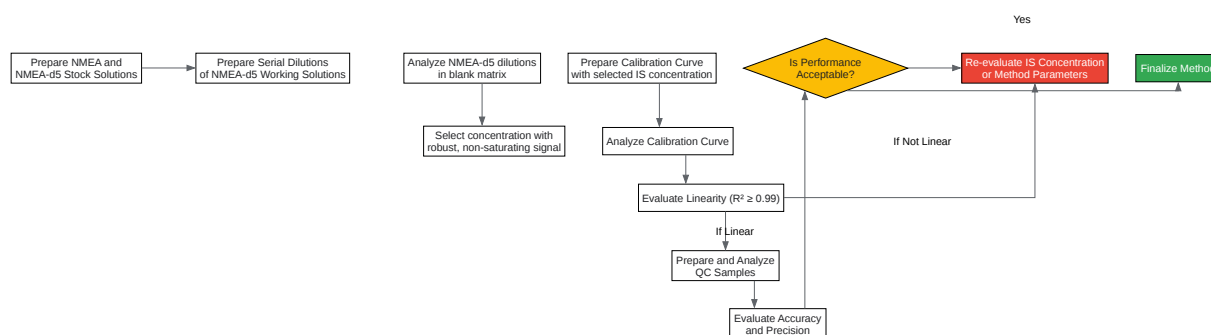 Yes
Prepare NMEA and
NMEA-d5 Stock Solutions
Prepare Serial Dilutions
of NMEA-d5 Working Solutions
Analyze NMEA-d5 dilutions
in blank matrix
Prepare Calibration Curve
with selected IS concentration
Is Performance
Acceptable?
Re-evaluate IS Concentration
or Method Parameters
Finalize Method
Select concentration with
robust, non-saturating signal
Analyze Calibration Curve
If Not Linear
Evaluate Linearity (R² ≥ 0.99)
If Linear
Prepare and Analyze
QC Samples
Evaluate Accuracy
and Precision